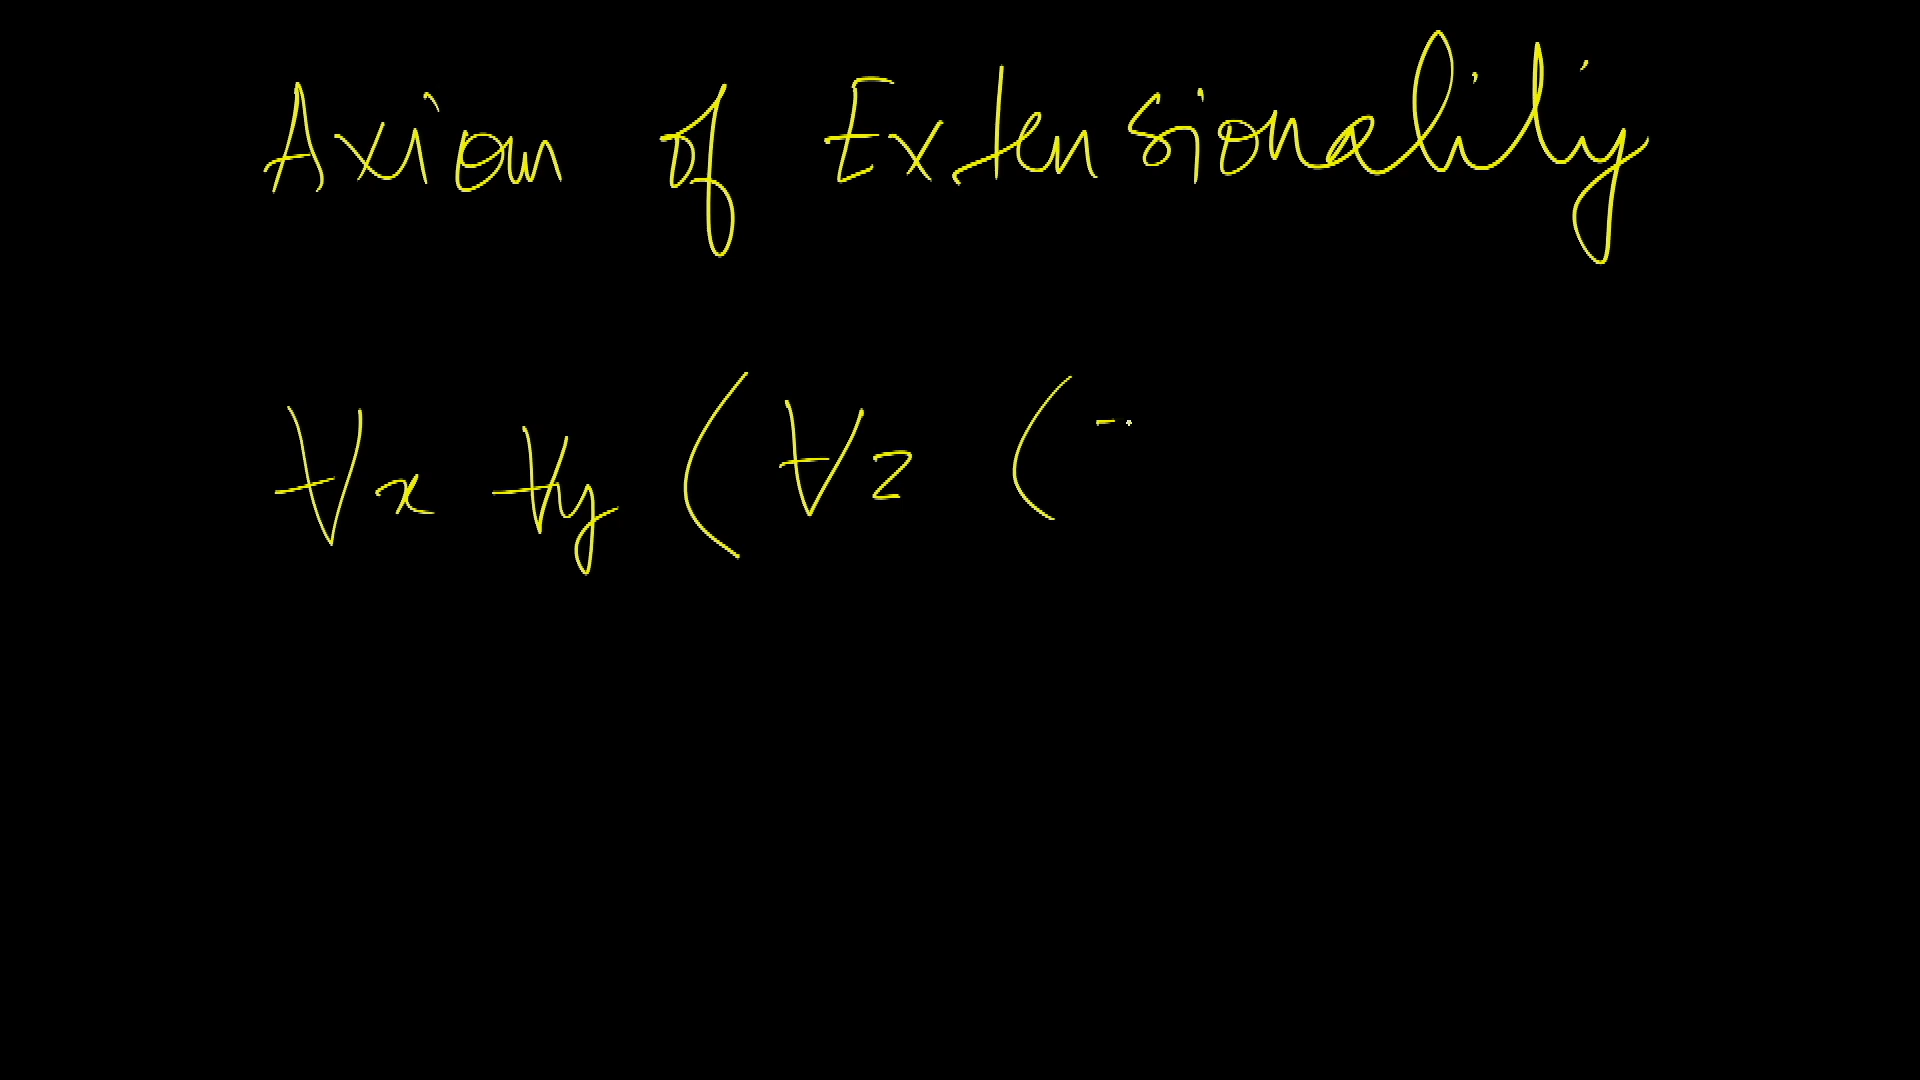 Axiom of Extensionality
∀x ∀y ( ∀z (